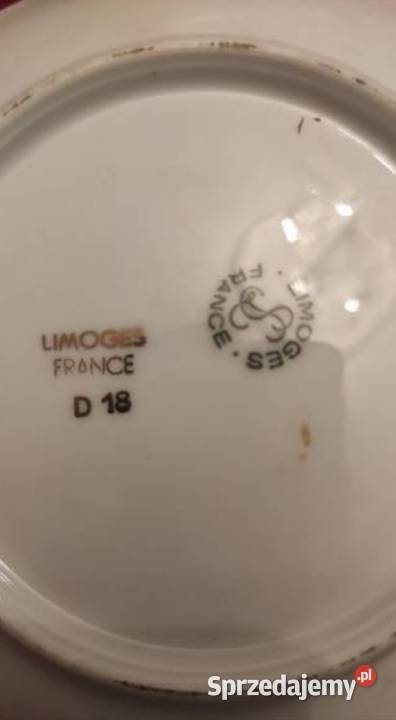 LIMOGES
FRANCE
D 18
LIMOGES · FRANCE ·
Sprzedajemy.pl